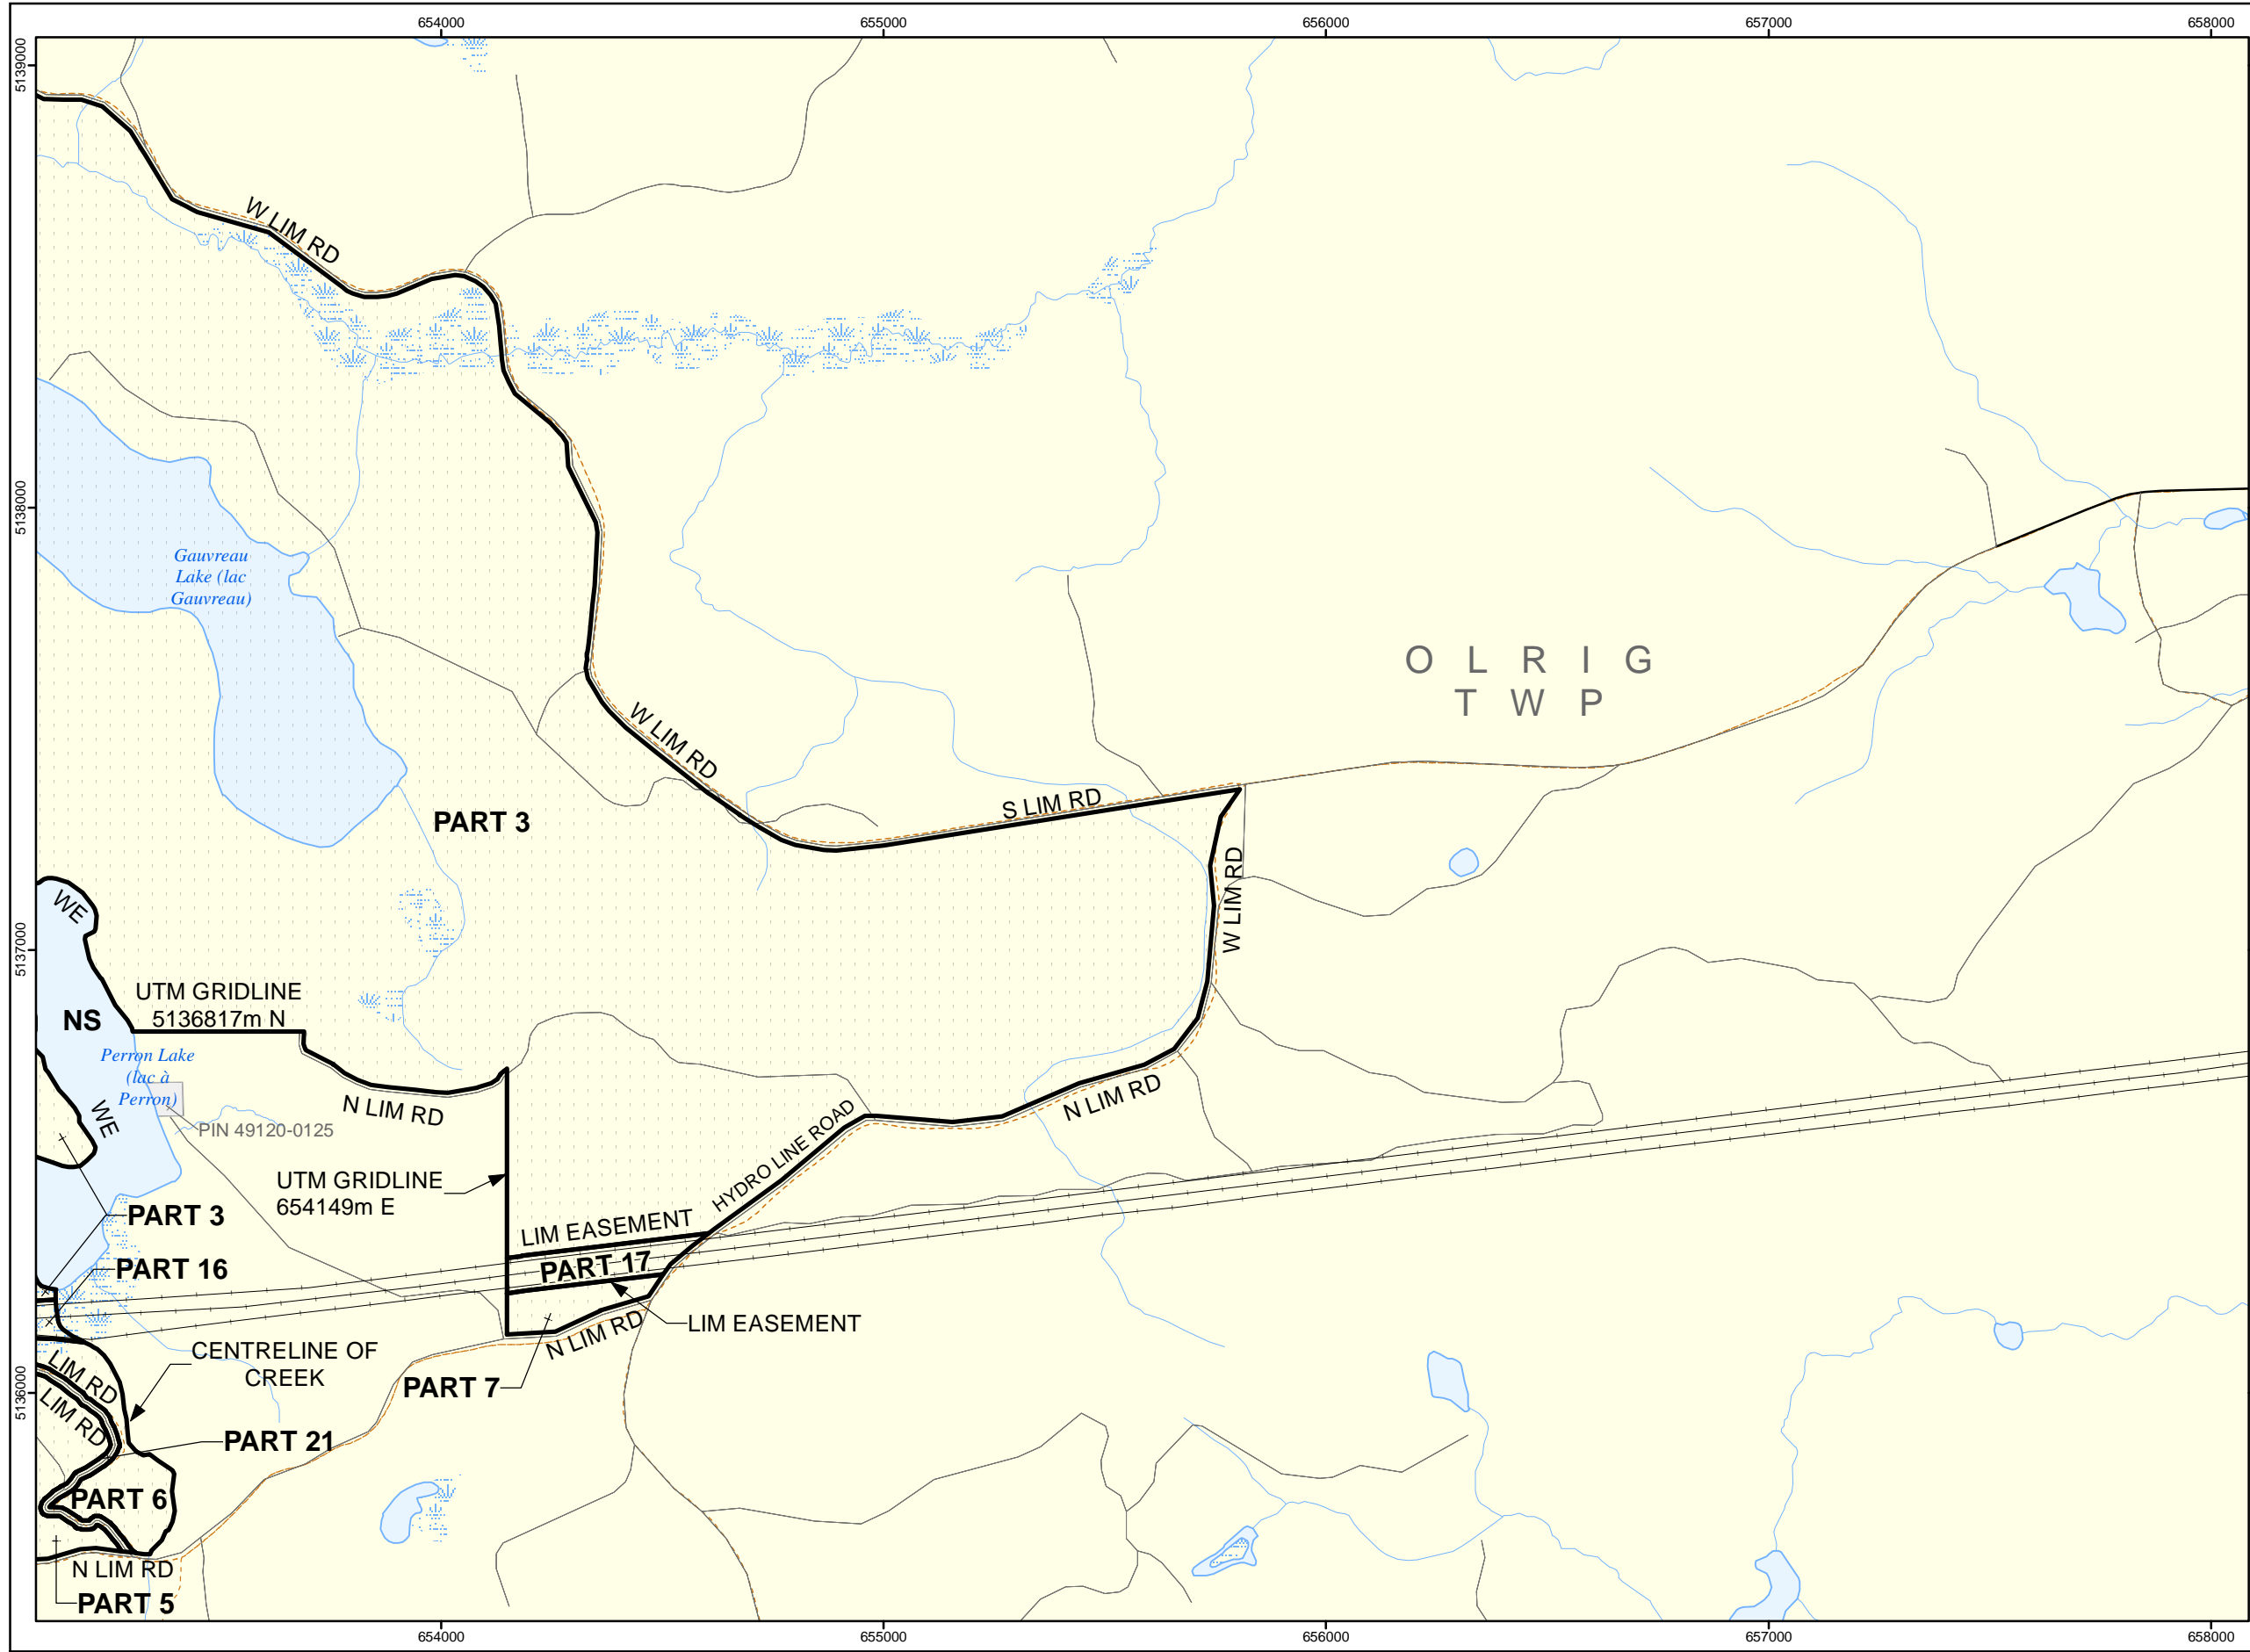 654000
655000
656000
657000
658000
5139000
W LIM RD
5138000
Gauvreau
Lake (lac
Gauvreau)
O L R I G
T W P
W LIM RD
S LIM RD
PART 3
W LIM RD
WE
5137000
UTM GRIDLINE
5136817m N
NS
Perron Lake
(lac à
Perron)
WE
N LIM RD
N LIM RD
PIN 49120-0125
HYDRO LINE ROAD
UTM GRIDLINE
654149m E
PART 3
LIM EASEMENT
PART 16
PART 17
LIM EASEMENT
N LIM RD
CENTRELINE OF
CREEK
LIM RD
PART 7
5136000
LIM RD
PART 21
PART 6
N LIM RD
PART 5
654000
655000
656000
657000
658000